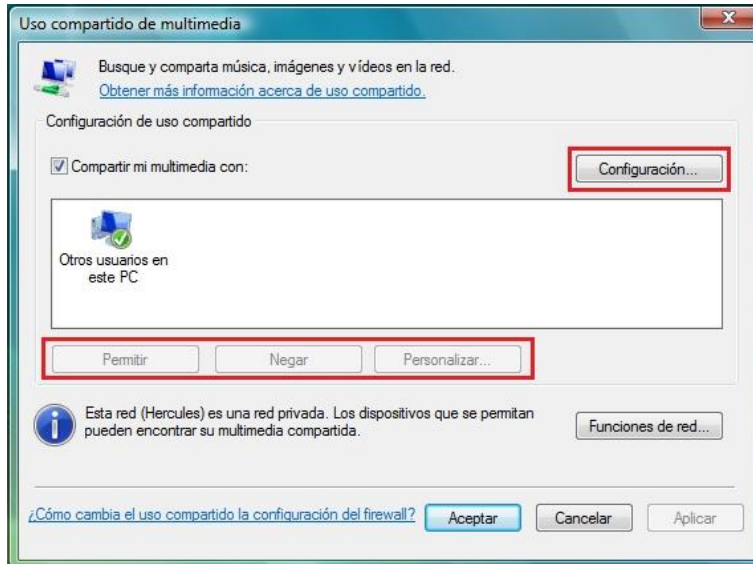 Uso compartido de multimedia
Busque y comparta música, imágenes y vídeos en la red.
Obtener más información acerca de uso compartido.
Configuración de uso compartido
Compartir mi multimedia con:
Configuración...
Otros usuarios en
este PC
Permitir Negar Personalizar...
Esta red (Hercules) es una red privada. Los dispositivos que se permitan
pueden encontrar su multimedia compartida.
Funciones de red...
¿Cómo cambia el uso compartido la configuración del firewall? Aceptar Cancelar Aplicar